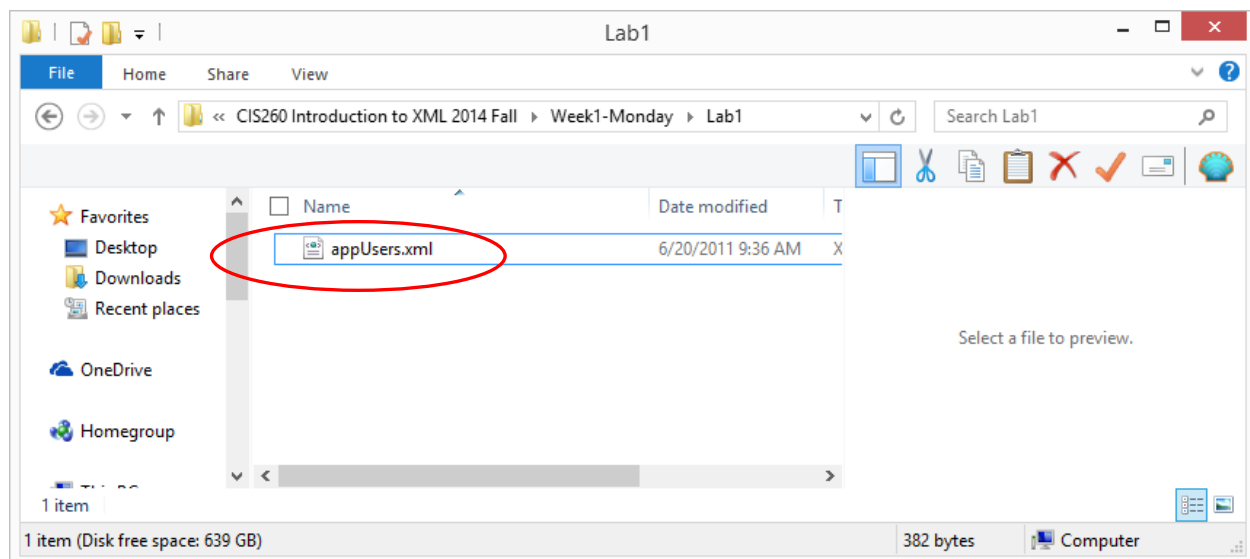 Lab1
File Home Share View
« CIS260 Introduction to XML 2014 Fall Week1-Monday Lab1 Search Lab1
Name Date modified T
Favorites
Desktop
Downloads
Recent places
OneDrive
Homegroup
appUsers.xml 6/20/2011 9:36 AM X
Select a file to preview.
1 item
1 item (Disk free space: 639 GB) 382 bytes Computer